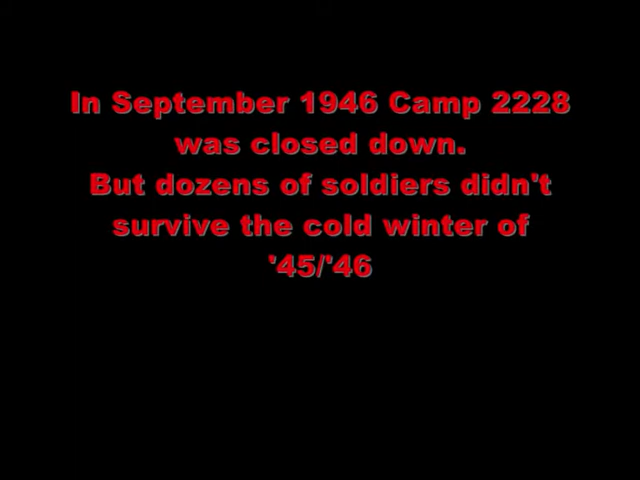 In September 1946 Camp 2228
was closed down.
But dozens of soldiers didn't
survive the cold winter of
'45/'46